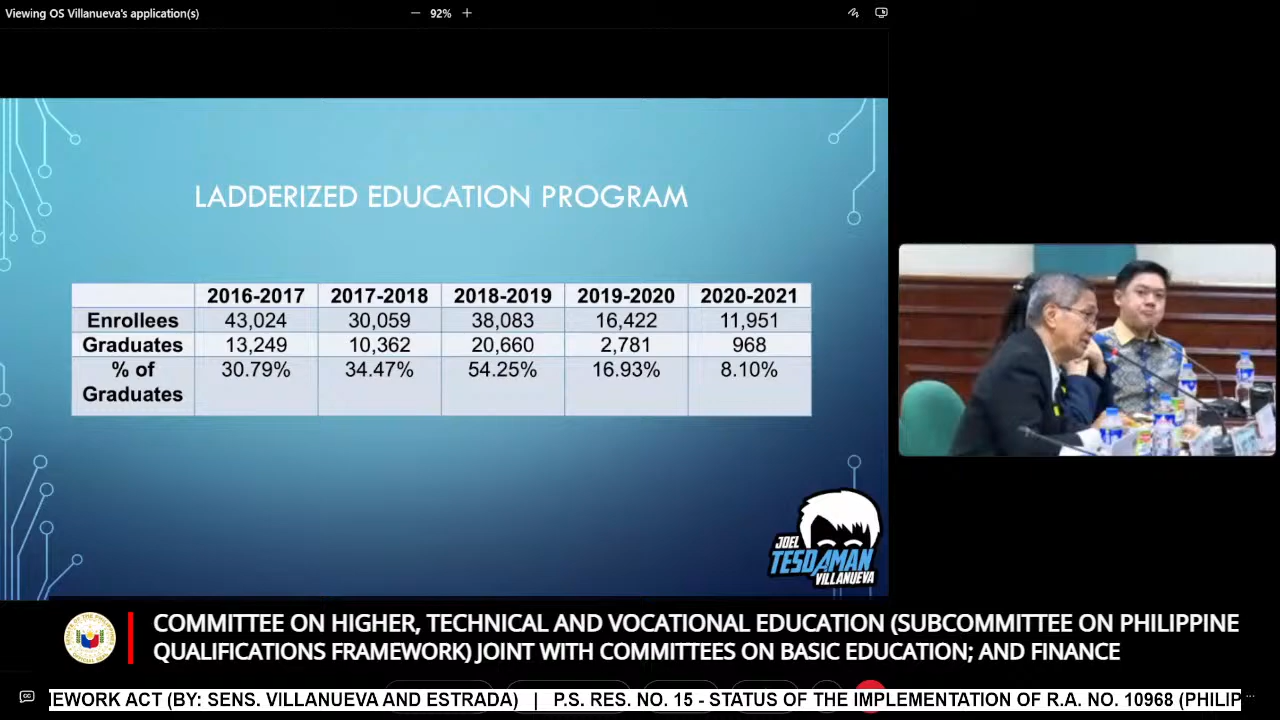 Viewing OS Villanueva's application(s)
− 92% +
LADDERIZED EDUCATION PROGRAM
2016-2017 2017-2018 2018-2019 2019-2020 2020-2021
Enrollees 43,024 30,059 38,083 16,422 11,951
Graduates 13,249 10,362 20,660 2,781 968
% of Graduates 30.79% 34.47% 54.25% 16.93% 8.10%
JOEL
TESDAMAN
VILLANUEVA
COMMITTEE ON HIGHER, TECHNICAL AND VOCATIONAL EDUCATION (SUBCOMMITTEE ON PHILIPPINE
QUALIFICATIONS FRAMEWORK) JOINT WITH COMMITTEES ON BASIC EDUCATION; AND FINANCE
EWORK ACT (BY: SENS. VILLANUEVA AND ESTRADA) | P.S. RES. NO. 15 - STATUS OF THE IMPLEMENTATION OF R.A. NO. 10968 (PHILIP